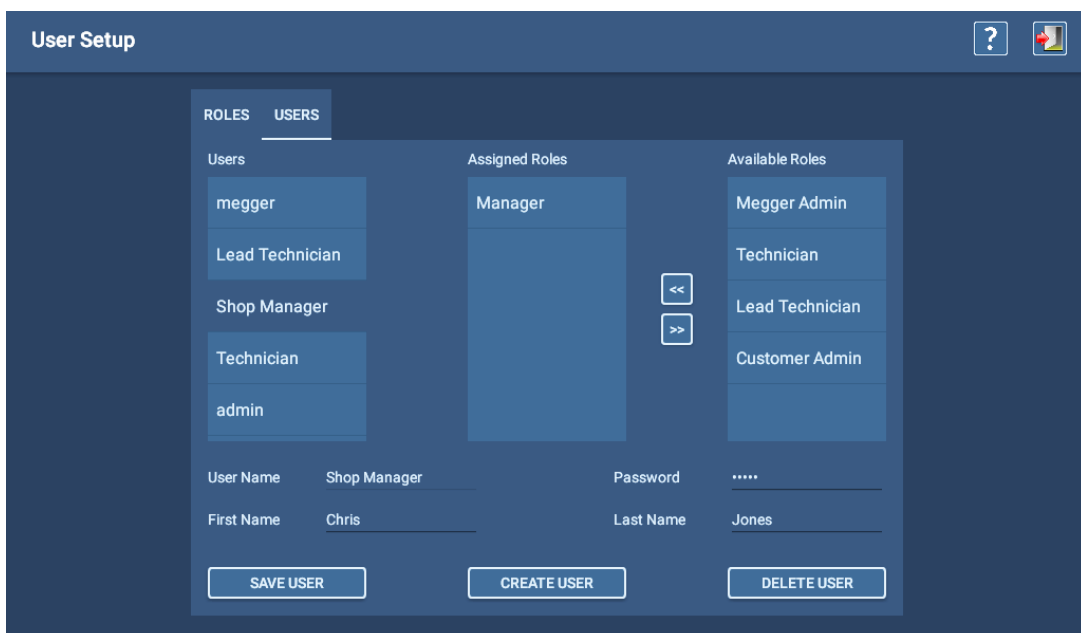 User Setup ?
ROLES USERS
Users Assigned Roles Available Roles
megger Manager Megger Admin
Lead Technician Technician
<<
Shop Manager Lead Technician
>>
Technician Customer Admin
admin
User Name Shop Manager Password •••••
First Name Chris Last Name Jones
SAVE USER CREATE USER DELETE USER